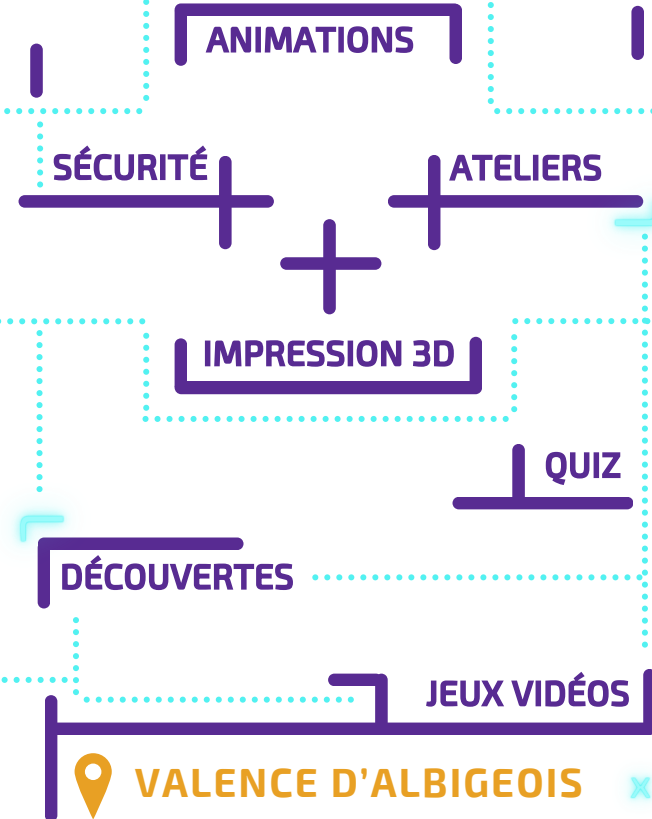 ANIMATIONS
SÉCURITÉ
ATELIERS
IMPRESSION 3D
QUIZ
DÉCOUVERTES
JEUX VIDÉOS
VALENCE D'ALBIGEOIS